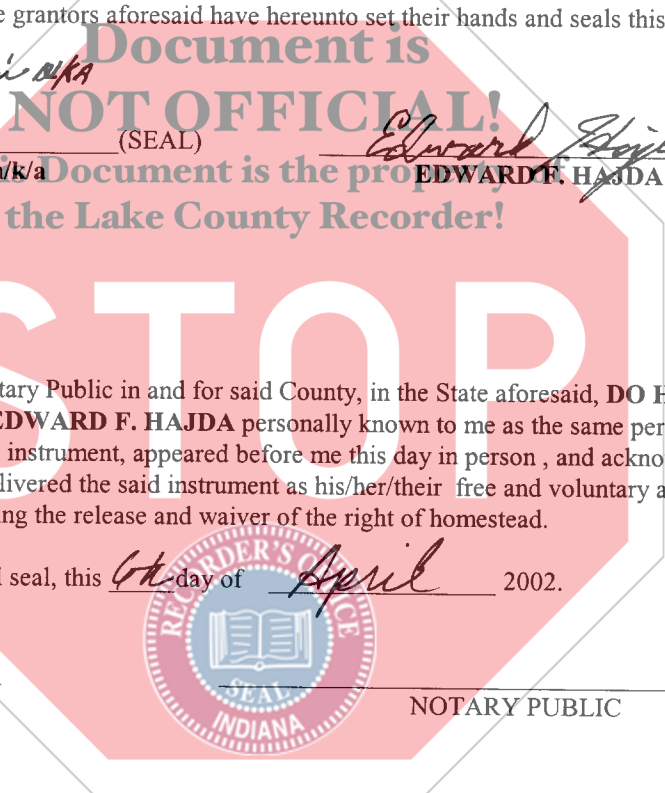 e grantors aforesaid have hereunto set their hands and seals this
Document is
NOT OFFICIAL!
(SEAL)
Edward
n/k/a
s Document is the property of
EDWARD F. HAJDA
the Lake County Recorder!
STOP
tary Public in and for said County, in the State aforesaid, DO H
EDWARD F. HAJDA personally known to me as the same per
instrument, appeared before me this day in person , and ackno
livered the said instrument as his/her/their free and voluntary a
ing the release and waiver of the right of homestead.
l seal, this 6th day of April 2002.
RECORDER'S OFFICE
SEAL
INDIANA
NOTARY PUBLIC